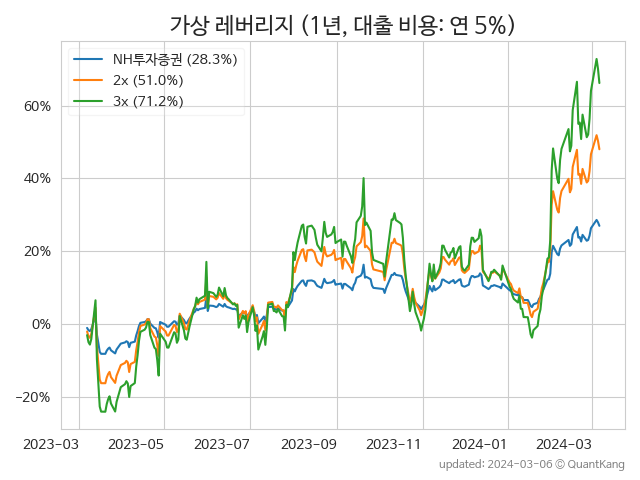 가상 레버리지 (1년, 대출 비용: 연 5%)
NH투자증권 (28.3%)
2x (51.0%)
3x (71.2%)
60%
40%
20%
0%
−20%
2023−03 2023−05 2023−07 2023−09 2023−11 2024−01 2024−03
updated: 2024-03-06 © QuantKang